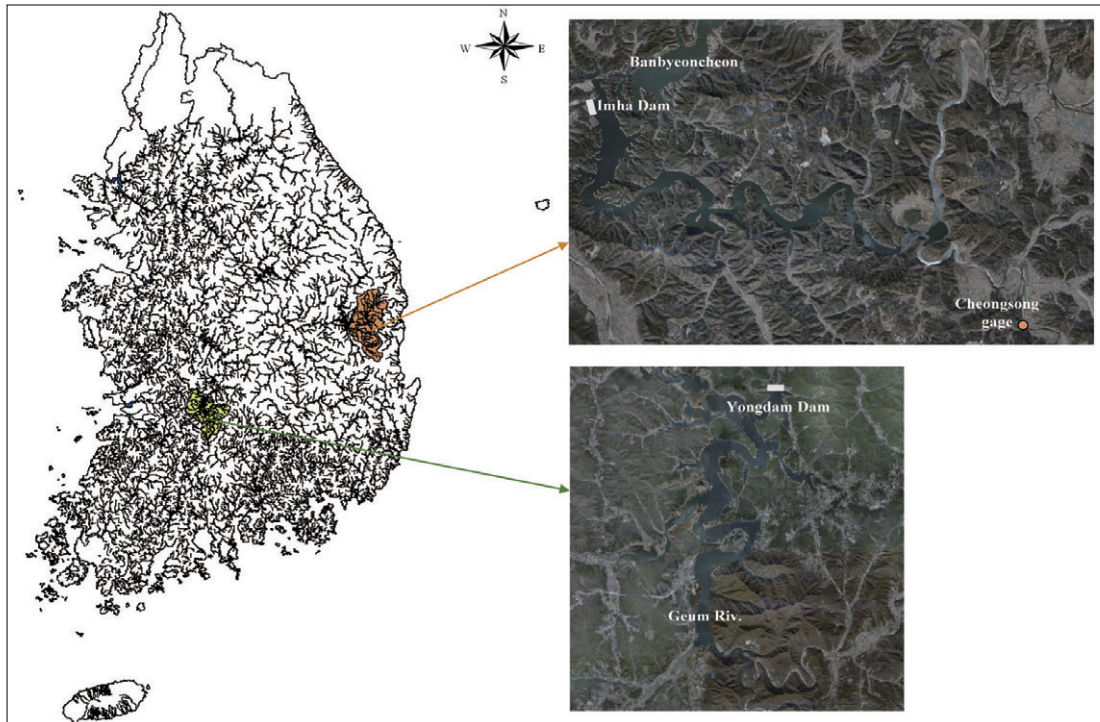 N
W E
S
Banbyeoncheon
Imha Dam
Cheongsong
gage
Yongdam Dam
Geum Riv.